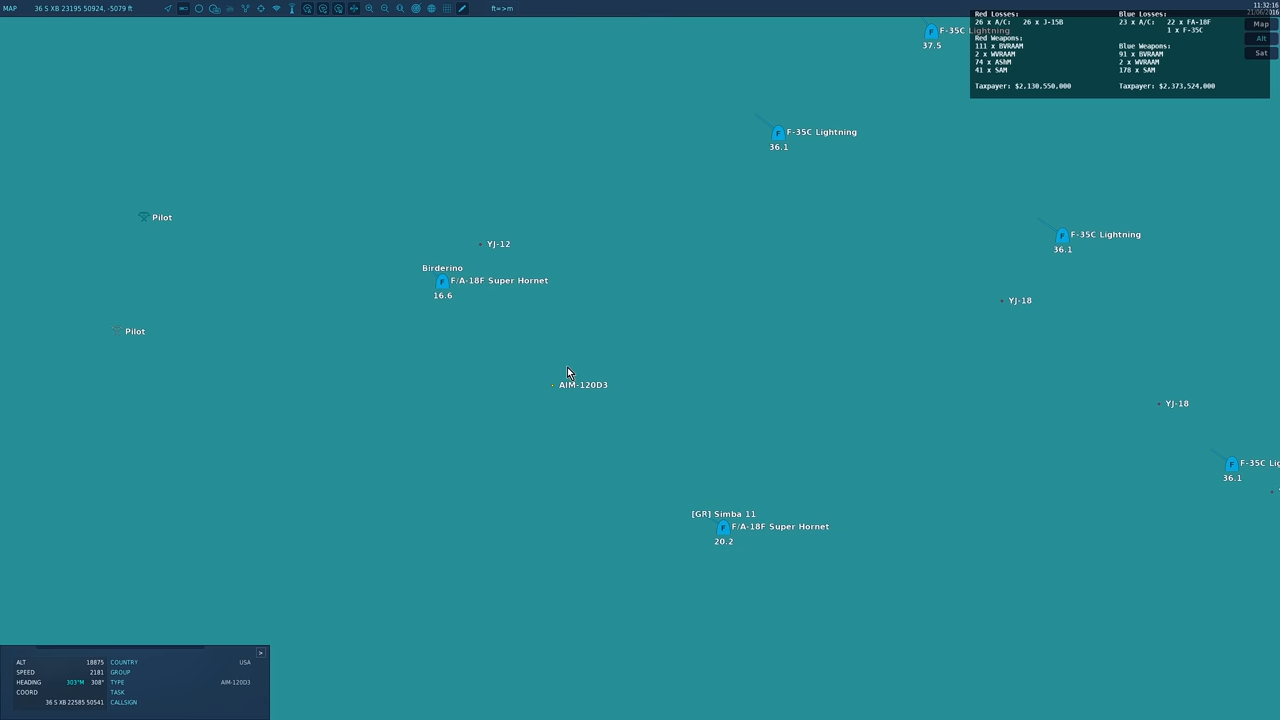 MAP 36 S XB 23195 50924, -5079 ft ft=>m
11:32:16
Map
Alt
Sat
Red Losses: Blue Losses:
26 x A/C: 26 x J-15B 23 x A/C: 22 x FA-18F
1 x F-35C
Red Weapons:
111 x BVRAAM Blue Weapons:
2 x WVRAAM 91 x BVRAAM
74 x AShM 2 x WVRAAM
41 x SAM 178 x SAM
Taxpayer: $2,130,550,000 Taxpayer: $2,373,524,000
F F-35C Lightning
37.5
F F-35C Lightning
36.1
Pilot
F F-35C Lightning
36.1
YJ-12
Birderino
F F/A-18F Super Hornet
16.6
YJ-18
Pilot
AIM-120D3
YJ-18
F F-35C Lig
36.1
[GR] Simba 11
F F/A-18F Super Hornet
20.2
>
ALT 18875 COUNTRY USA
SPEED 2181 GROUP
HEADING 303°M 308° TYPE AIM-120D3
COORD TASK
36 S XB 22585 50541 CALLSIGN